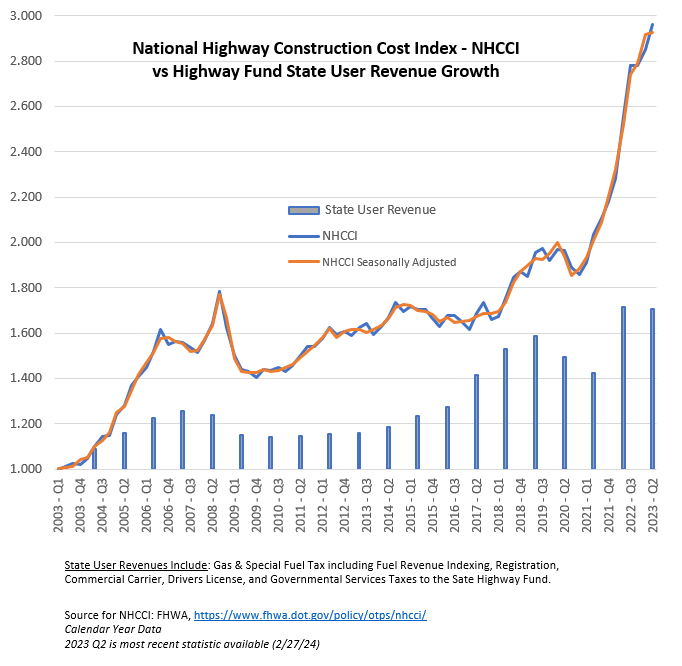 National Highway Construction Cost Index - NHCCI
vs Highway Fund State User Revenue Growth
3.000
2.800
2.600
2.400
2.200
2.000
1.800
1.600
1.400
1.200
1.000
State User Revenue
NHCCI
NHCCI Seasonally Adjusted
2003 - Q1
2003 - Q4
2004 - Q3
2005 - Q2
2006 - Q1
2006 - Q4
2007 - Q3
2008 - Q2
2009 - Q1
2009 - Q4
2010 - Q3
2011 - Q2
2012 - Q1
2012 - Q4
2013 - Q3
2014 - Q2
2015 - Q1
2015 - Q4
2016 - Q3
2017 - Q2
2018 - Q1
2018 - Q4
2019 - Q3
2020 - Q2
2021 - Q1
2021 - Q4
2022 - Q3
2023 - Q2
State User Revenues Include: Gas & Special Fuel Tax including Fuel Revenue Indexing, Registration,
Commercial Carrier, Drivers License, and Governmental Services Taxes to the Sate Highway Fund.
Source for NHCCI: FHWA, https://www.fhwa.dot.gov/policy/otps/nhcci/
Calendar Year Data
2023 Q2 is most recent statistic available (2/27/24)